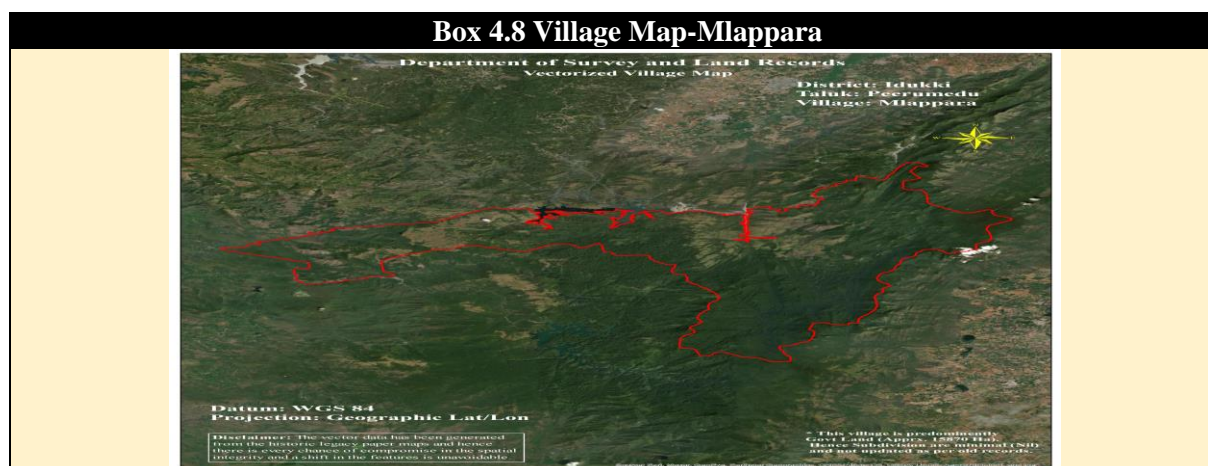 Box 4.8 Village Map-Mlappara
Department of Survey and Land Records
Vectorized Village Map
District: Idukki
Taluk: Peerumedu
Village: Mlappara
W E
Datum: WGS 84
Projection: Geographic Lat/Lon
Disclaimer: The vector data has been generated
from the historic legacy paper maps and hence
there is every chance of compromise in the spatial
integrity and a shift in the features is unavoidable
* This village is predominently
Govt Land (Apprx. 15870 Ha).
Hence Subdivision are minimal (Nil)
and not updated as per old records.